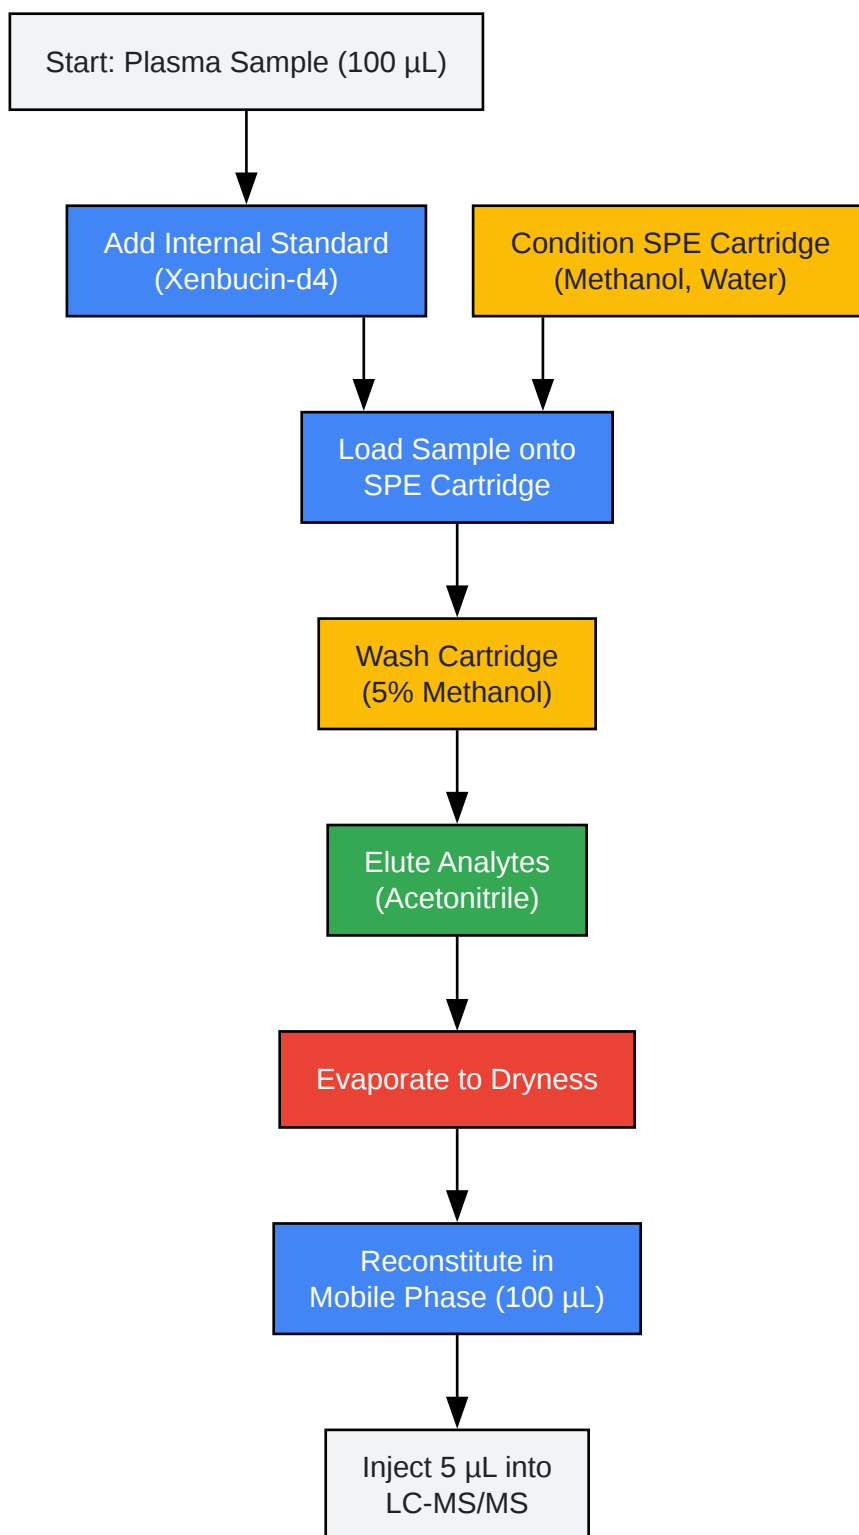 Start: Plasma Sample (100 µL)
Add Internal Standard
(Xenbucin-d4)
Condition SPE Cartridge
(Methanol, Water)
Load Sample onto
SPE Cartridge
Wash Cartridge
(5% Methanol)
Elute Analytes
(Acetonitrile)
Evaporate to Dryness
Reconstitute in
Mobile Phase (100 µL)
Inject 5 µL into
LC-MS/MS